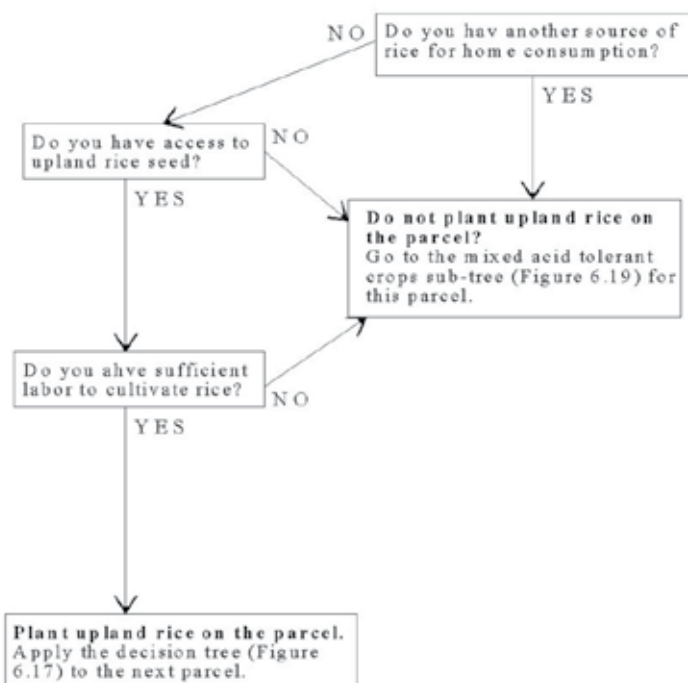 Do you hav another source of
rice for home consumption?
NO
YES
Do you have access to
upland rice seed?
NO
YES
Do not plant upland rice on
the parcel?
Go to the mixed acid tolerant
crops sub-tree (Figure 6.19) for
this parcel.
Do you ahve sufficient
labor to cultivate rice?
NO
YES
Plant upland rice on the parcel.
Apply the decision tree (Figure
6.17) to the next parcel.